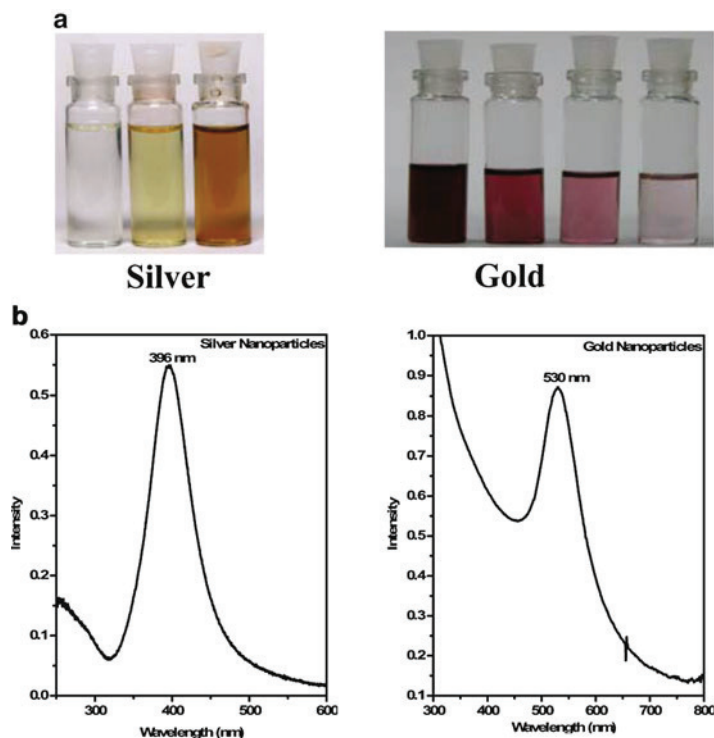 a
Silver
Gold
b
Silver Nanoparticles
396 nm
0.6
0.5
0.4
0.3
0.2
0.1
0.0
Intensity
300
400
500
600
Wavelength (nm)
Gold Nanoparticles
530 nm
1.0
0.9
0.8
0.7
0.6
0.5
0.4
0.3
0.2
0.1
Intensity
300
400
500
600
700
800
Wavelength (nm)